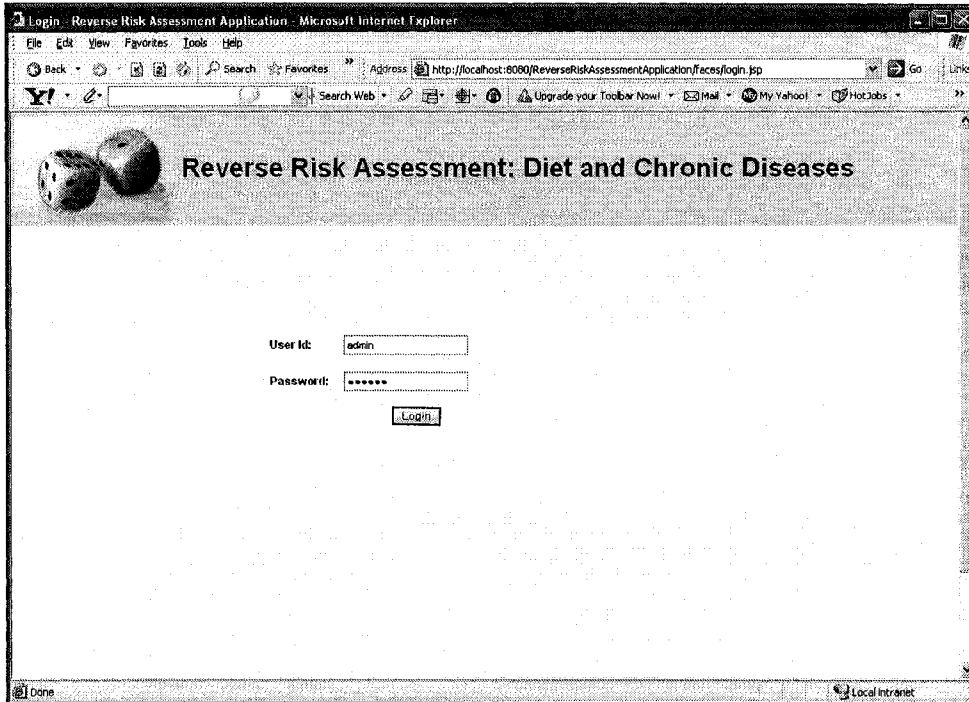 Login - Reverse Risk Assessment Application - Microsoft Internet Explorer
File Edit View Favorites Tools Help
Back Search Favorites » Address http://localhost:8080/ReverseRiskAssessmentApplication/faces/login.jsp Go Links
Y! Search Web Upgrade your Toolbar Now! Mail My Yahoo! HotJobs »
Reverse Risk Assessment: Diet and Chronic Diseases
User Id: admin
Password: ••••••
Login
Done Local intranet